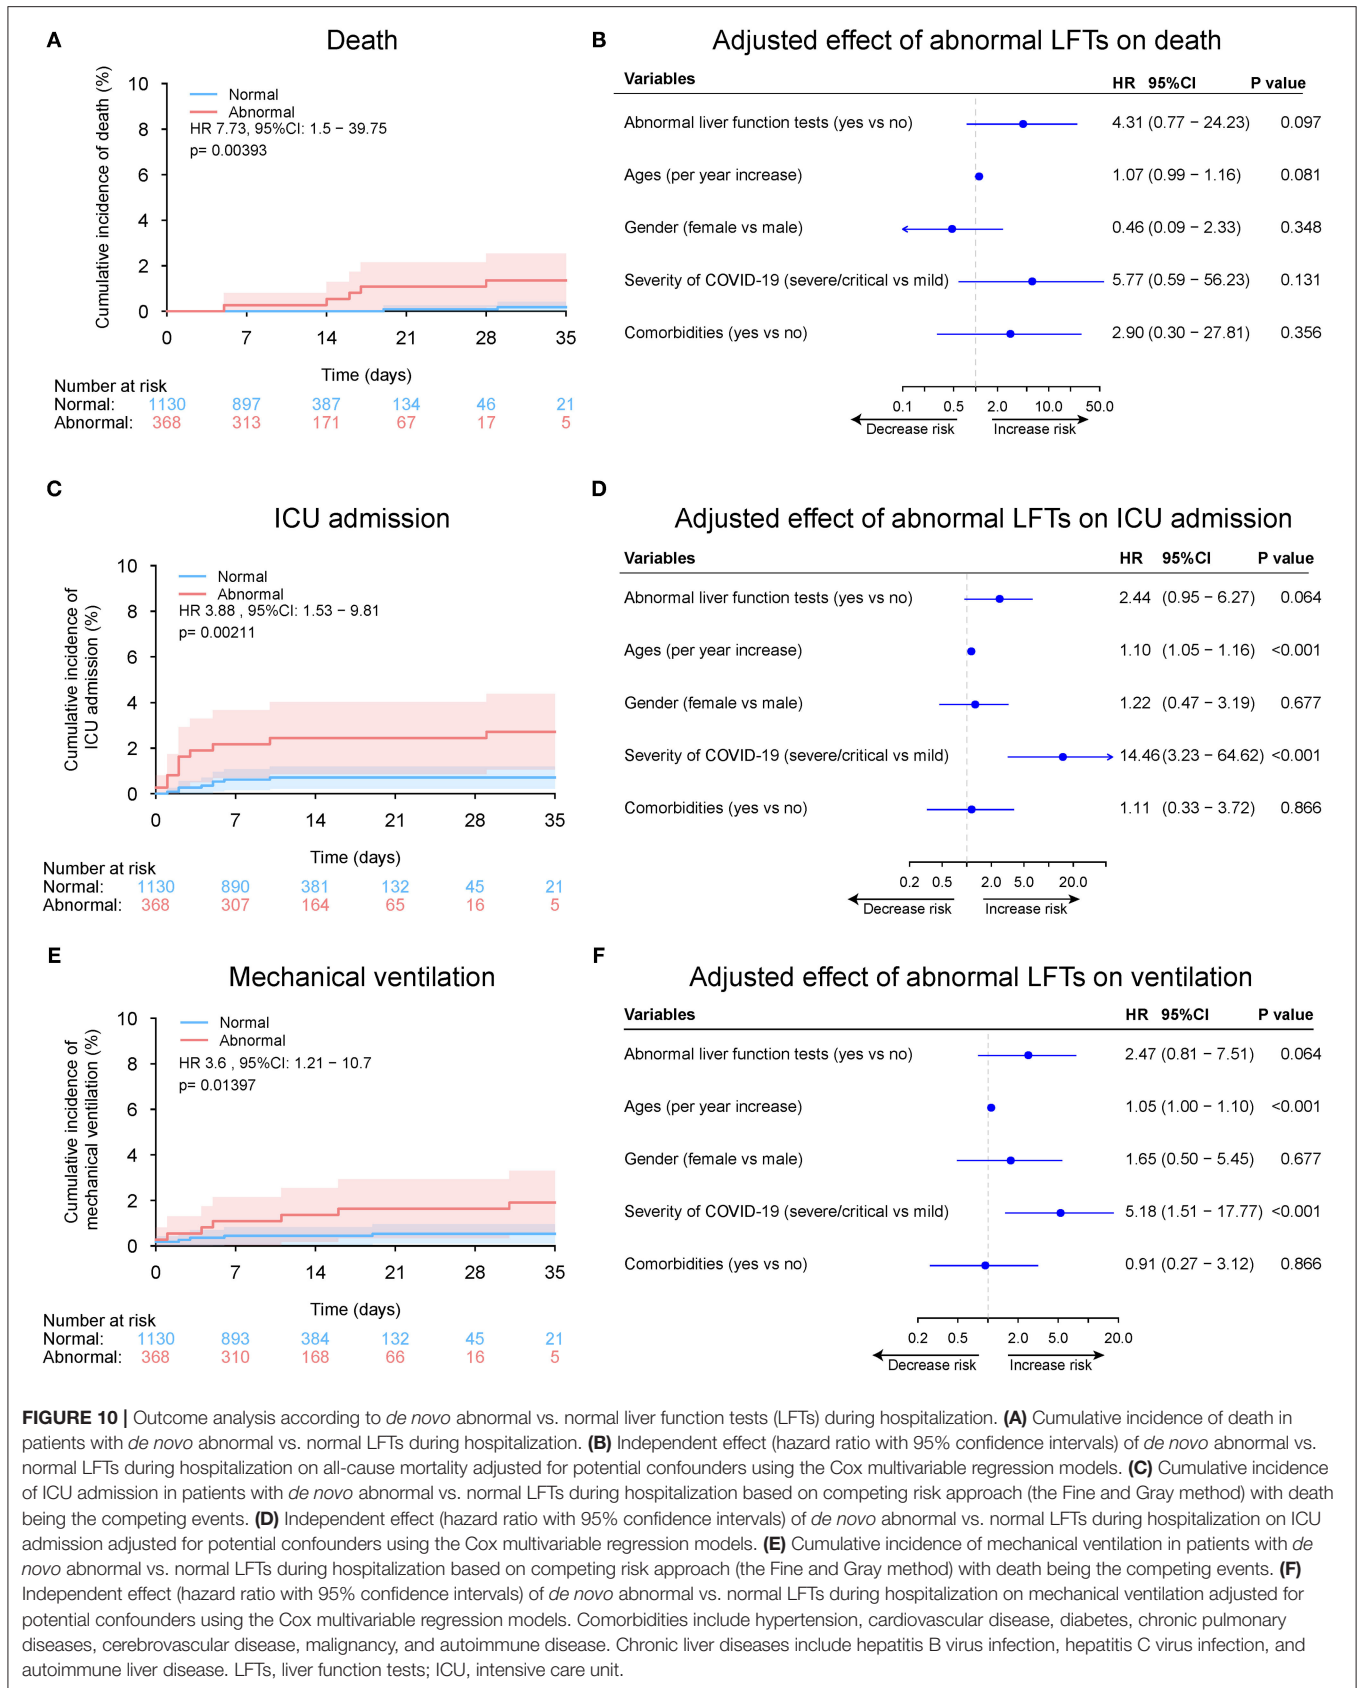 A
Death
Cumulative incidence of death (%)
10
8
6
4
2
0
Normal
Abnormal
HR 7.73, 95%CI: 1.5 − 39.75
p= 0.00393
0 7 14 21 28 35
Time (days)
Number at risk
Normal: 1130 897 387 134 46 21
Abnormal: 368 313 171 67 17 5
B
Adjusted effect of abnormal LFTs on death
Variables HR 95%CI P value
Abnormal liver function tests (yes vs no) 4.31 (0.77 − 24.23) 0.097
Ages (per year increase) 1.07 (0.99 − 1.16) 0.081
Gender (female vs male) 0.46 (0.09 − 2.33) 0.348
Severity of COVID-19 (severe/critical vs mild) 5.77 (0.59 − 56.23) 0.131
Comorbidities (yes vs no) 2.90 (0.30 − 27.81) 0.356
0.1 0.5 2.0 10.0 50.0
Decrease risk Increase risk
C
ICU admission
Cumulative incidence of
ICU admission (%)
10
8
6
4
2
0
Normal
Abnormal
HR 3.88 , 95%CI: 1.53 − 9.81
p= 0.00211
0 7 14 21 28 35
Time (days)
Number at risk
Normal: 1130 890 381 132 45 21
Abnormal: 368 307 164 65 16 5
D
Adjusted effect of abnormal LFTs on ICU admission
Variables HR 95%CI P value
Abnormal liver function tests (yes vs no) 2.44 (0.95 − 6.27) 0.064
Ages (per year increase) 1.10 (1.05 − 1.16) <0.001
Gender (female vs male) 1.22 (0.47 − 3.19) 0.677
Severity of COVID-19 (severe/critical vs mild) 14.46 (3.23 − 64.62) <0.001
Comorbidities (yes vs no) 1.11 (0.33 − 3.72) 0.866
0.2 0.5 2.0 5.0 20.0
Decrease risk Increase risk
E
Mechanical ventilation
Cumulative incidence of
mechanical ventilation (%)
10
8
6
4
2
0
Normal
Abnormal
HR 3.6 , 95%CI: 1.21 − 10.7
p= 0.01397
0 7 14 21 28 35
Time (days)
Number at risk
Normal: 1130 893 384 132 45 21
Abnormal: 368 310 168 66 16 5
F
Adjusted effect of abnormal LFTs on ventilation
Variables HR 95%CI P value
Abnormal liver function tests (yes vs no) 2.47 (0.81 − 7.51) 0.064
Ages (per year increase) 1.05 (1.00 − 1.10) <0.001
Gender (female vs male) 1.65 (0.50 − 5.45) 0.677
Severity of COVID-19 (severe/critical vs mild) 5.18 (1.51 − 17.77) <0.001
Comorbidities (yes vs no) 0.91 (0.27 − 3.12) 0.866
0.2 0.5 2.0 5.0 20.0
Decrease risk Increase risk
FIGURE 10 | Outcome analysis according to de novo abnormal vs. normal liver function tests (LFTs) during hospitalization. (A) Cumulative incidence of death in
patients with de novo abnormal vs. normal LFTs during hospitalization. (B) Independent effect (hazard ratio with 95% confidence intervals) of de novo abnormal vs.
normal LFTs during hospitalization on all-cause mortality adjusted for potential confounders using the Cox multivariable regression models. (C) Cumulative incidence
of ICU admission in patients with de novo abnormal vs. normal LFTs during hospitalization based on competing risk approach (the Fine and Gray method) with death
being the competing events. (D) Independent effect (hazard ratio with 95% confidence intervals) of de novo abnormal vs. normal LFTs during hospitalization on ICU
admission adjusted for potential confounders using the Cox multivariable regression models. (E) Cumulative incidence of mechanical ventilation in patients with de
novo abnormal vs. normal LFTs during hospitalization based on competing risk approach (the Fine and Gray method) with death being the competing events. (F)
Independent effect (hazard ratio with 95% confidence intervals) of de novo abnormal vs. normal LFTs during hospitalization on mechanical ventilation adjusted for
potential confounders using the Cox multivariable regression models. Comorbidities include hypertension, cardiovascular disease, diabetes, chronic pulmonary
diseases, cerebrovascular disease, malignancy, and autoimmune disease. Chronic liver diseases include hepatitis B virus infection, hepatitis C virus infection, and
autoimmune liver disease. LFTs, liver function tests; ICU, intensive care unit.